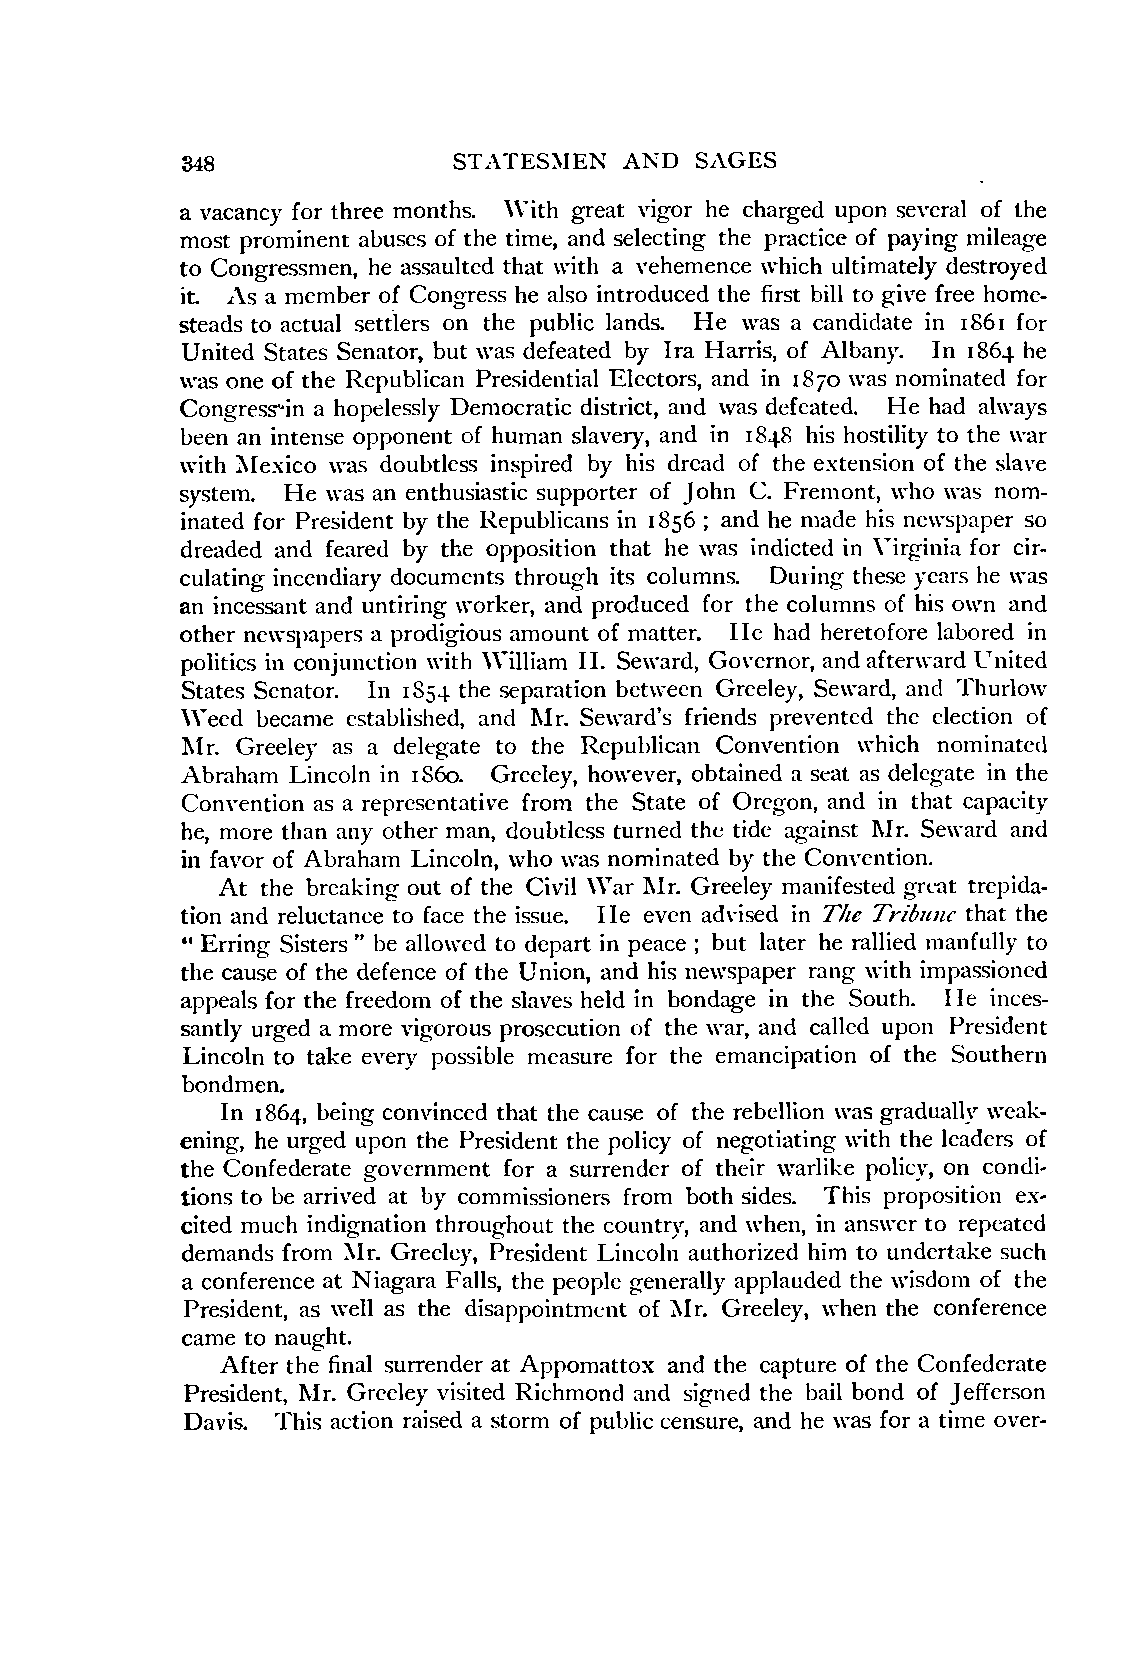 348 STATESMEN AND SAGES
a vacancy for three months. With great vigor he charged upon several of the
most prominent abuses of the time, and selecting the practice of paying mileage
to Congressmen, he assaulted that with a vehemence which ultimately destroyed
it. As a member of Congress he also introduced the first bill to give free home-
steads to actual settlers on the public lands. He was a candidate in 1861 for
United States Senator, but was defeated by Ira Harris, of Albany. In 1864 he
was one of the Republican Presidential Electors, and in 1870 was nominated for
Congress in a hopelessly Democratic district, and was defeated. He had always
been an intense opponent of human slavery, and in 1848 his hostility to the war
with Mexico was doubtless inspired by his dread of the extension of the slave
system. He was an enthusiastic supporter of John C. Fremont, who was nom-
inated for President by the Republicans in 1856 ; and he made his newspaper so
dreaded and feared by the opposition that he was indicted in Virginia for cir-
culating incendiary documents through its columns. During these years he was
an incessant and untiring worker, and produced for the columns of his own and
other newspapers a prodigious amount of matter. He had heretofore labored in
politics in conjunction with William H. Seward, Governor, and afterward United
States Senator. In 1854 the separation between Greeley, Seward, and Thurlow
Weed became established, and Mr. Seward's friends prevented the election of
Mr. Greeley as a delegate to the Republican Convention which nominated
Abraham Lincoln in 1860. Greeley, however, obtained a seat as delegate in the
Convention as a representative from the State of Oregon, and in that capacity
he, more than any other man, doubtless turned the tide against Mr. Seward and
in favor of Abraham Lincoln, who was nominated by the Convention.
At the breaking out of the Civil War Mr. Greeley manifested great trepida-
tion and reluctance to face the issue. He even advised in The Tribune that the
" Erring Sisters " be allowed to depart in peace ; but later he rallied manfully to
the cause of the defence of the Union, and his newspaper rang with impassioned
appeals for the freedom of the slaves held in bondage in the South. He inces-
santly urged a more vigorous prosecution of the war, and called upon President
Lincoln to take every possible measure for the emancipation of the Southern
bondmen.
In 1864, being convinced that the cause of the rebellion was gradually weak-
ening, he urged upon the President the policy of negotiating with the leaders of
the Confederate government for a surrender of their warlike policy, on condi-
tions to be arrived at by commissioners from both sides. This proposition ex-
cited much indignation throughout the country, and when, in answer to repeated
demands from Mr. Greeley, President Lincoln authorized him to undertake such
a conference at Niagara Falls, the people generally applauded the wisdom of the
President, as well as the disappointment of Mr. Greeley, when the conference
came to naught.
After the final surrender at Appomattox and the capture of the Confederate
President, Mr. Greeley visited Richmond and signed the bail bond of Jefferson
Davis. This action raised a storm of public censure, and he was for a time over-